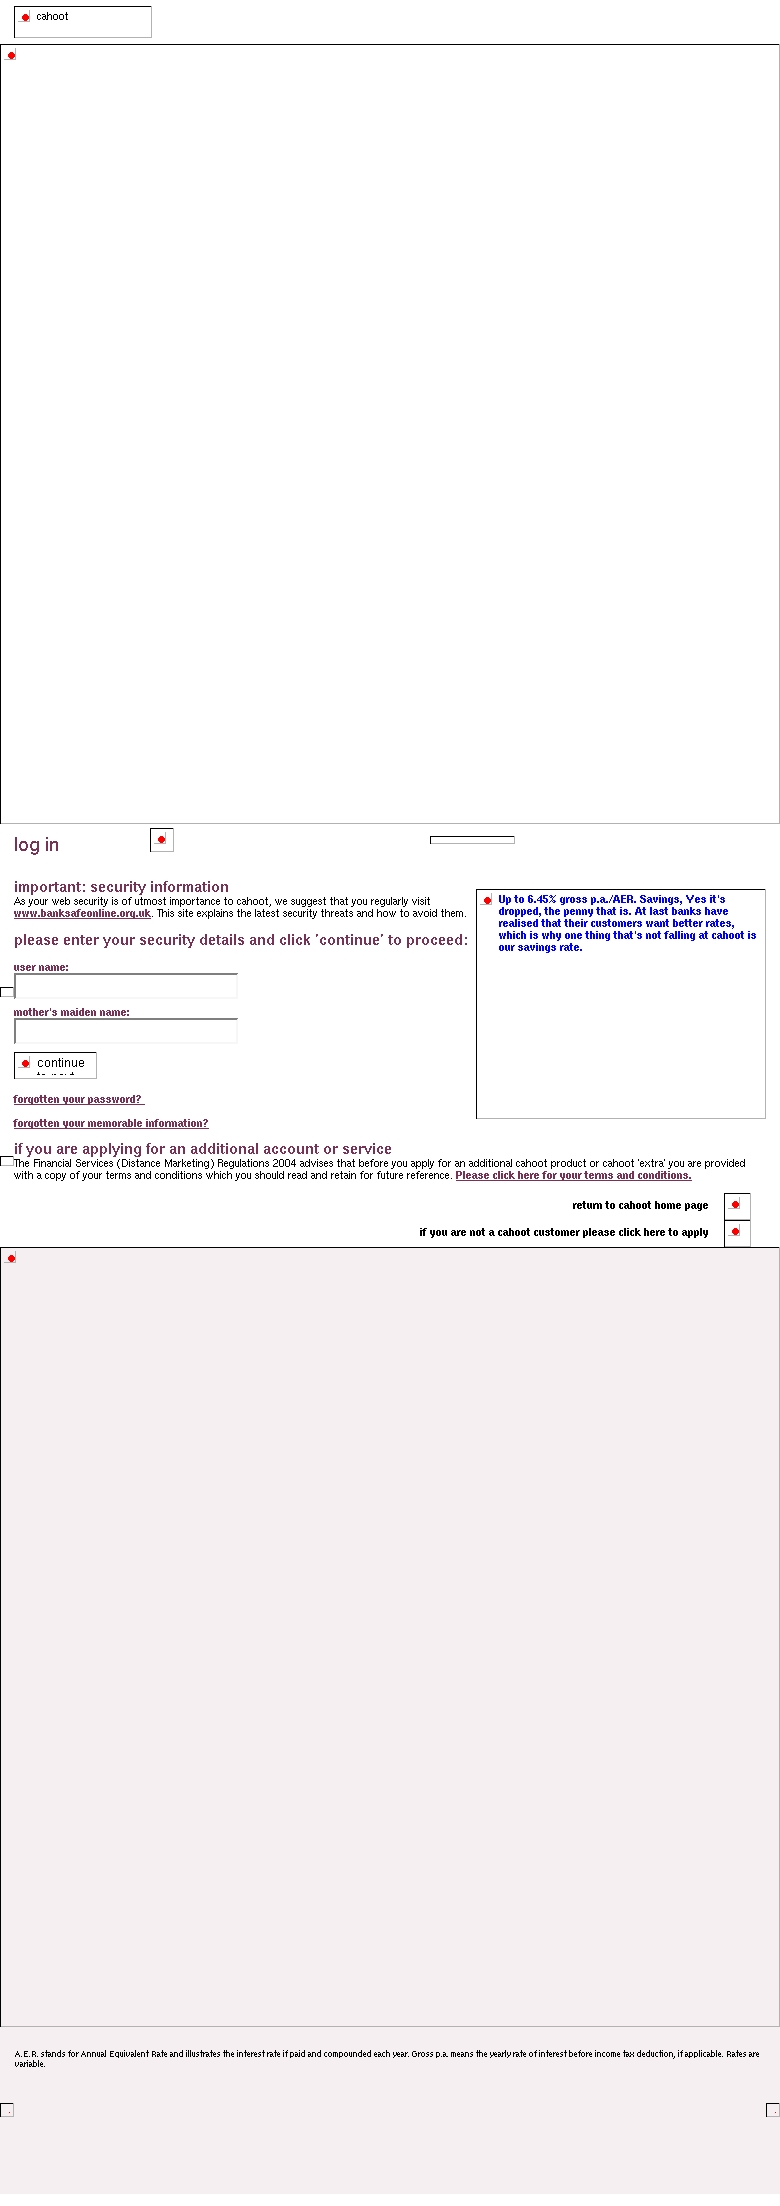 cahoot
log in
important: security information
As your web security is of utmost importance to cahoot, we suggest that you regularly visit
www.banksafeonline.org.uk. This site explains the latest security threats and how to avoid them.
please enter your security details and click 'continue' to proceed:
user name:
mother's maiden name:
continue
forgotten your password?
forgotten your memorable information?
Up to 6.45% gross p.a./AER. Savings, Yes it's
dropped, the penny that is. At last banks have
realised that their customers want better rates,
which is why one thing that's not falling at cahoot is
our savings rate.
if you are applying for an additional account or service
The Financial Services (Distance Marketing) Regulations 2004 advises that before you apply for an additional cahoot product or cahoot 'extra' you are provided
with a copy of your terms and conditions which you should read and retain for future reference. Please click here for your terms and conditions.
return to cahoot home page
if you are not a cahoot customer please click here to apply
A.E.R. stands for Annual Equivalent Rate and illustrates the interest rate if paid and compounded each year. Gross p.a. means the yearly rate of interest before income tax deduction, if applicable. Rates are
variable.